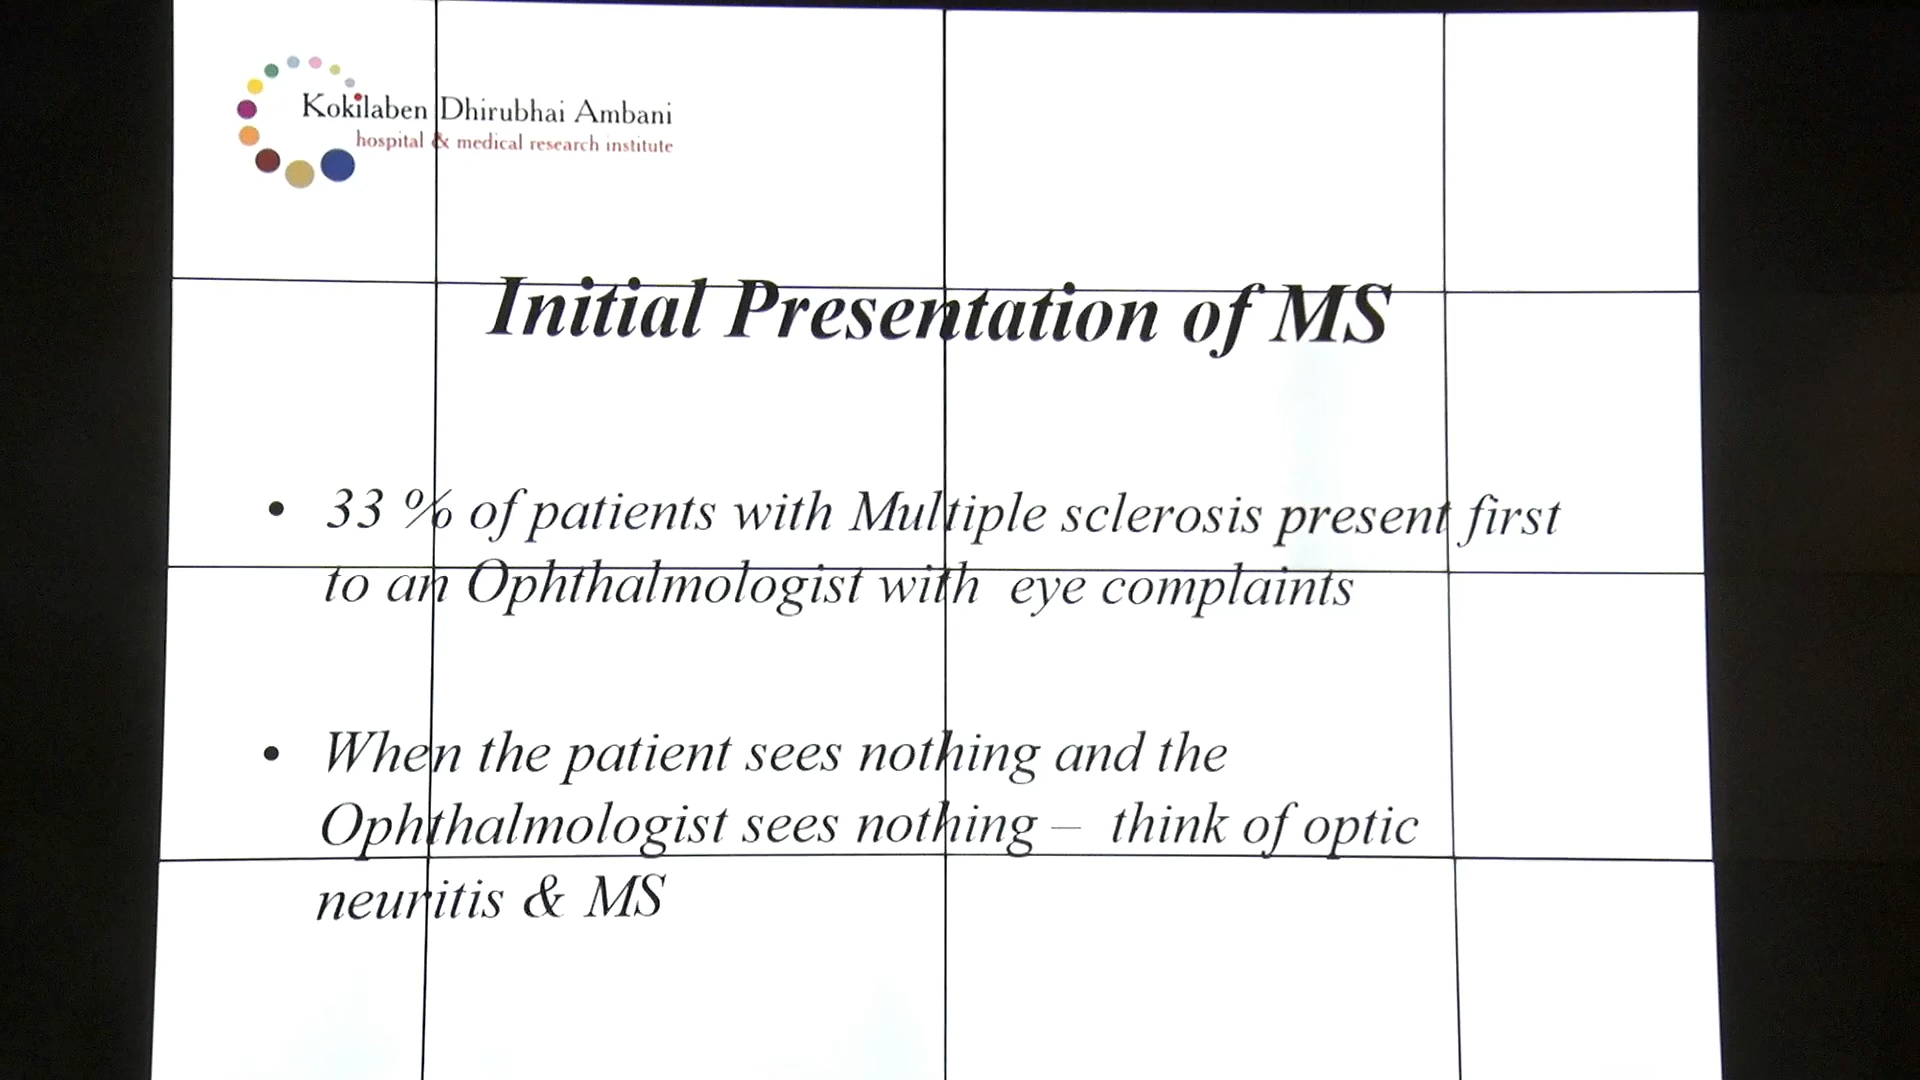 Kokilaben Dhirubhai Ambani
hospital & medical research institute
Initial Presentation of MS
• 33 % of patients with Multiple sclerosis present first
to an Ophthalmologist with eye complaints
• When the patient sees nothing and the
Ophthalmologist sees nothing – think of optic
neuritis & MS